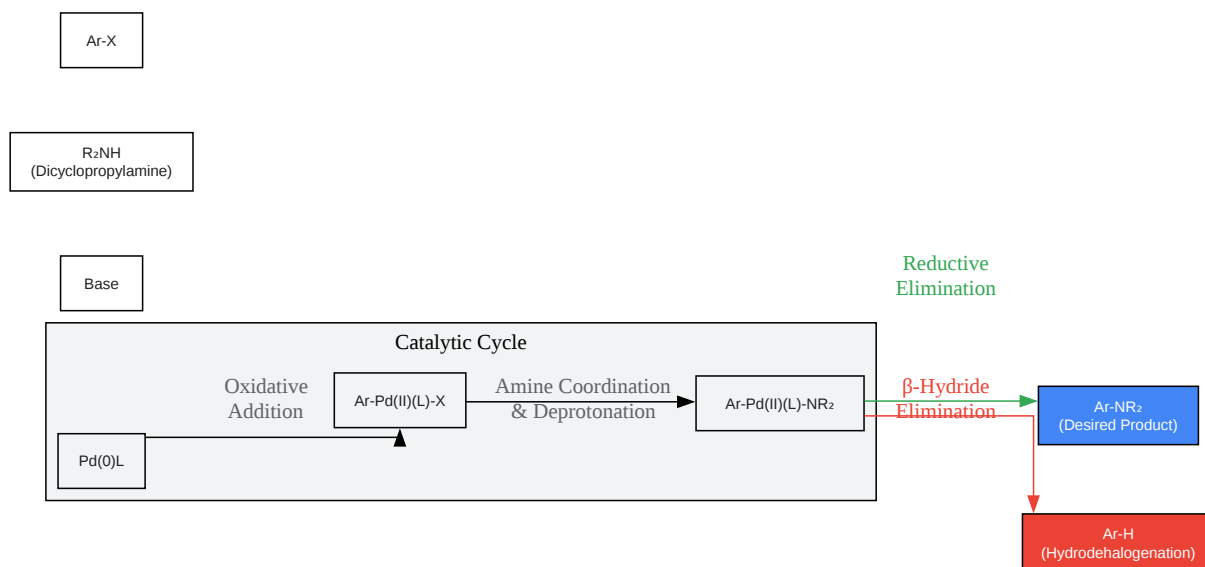 Ar-X
R₂NH
(Dicyclopropylamine)
Base
Reductive
Elimination
Catalytic Cycle
Oxidative
Addition
Ar-Pd(II)(L)-X
Amine Coordination
& Deprotonation
Ar-Pd(II)(L)-NR₂
β-Hydride
Elimination
Ar-NR₂
(Desired Product)
Pd(0)L
Ar-H
(Hydrodehalogenation)